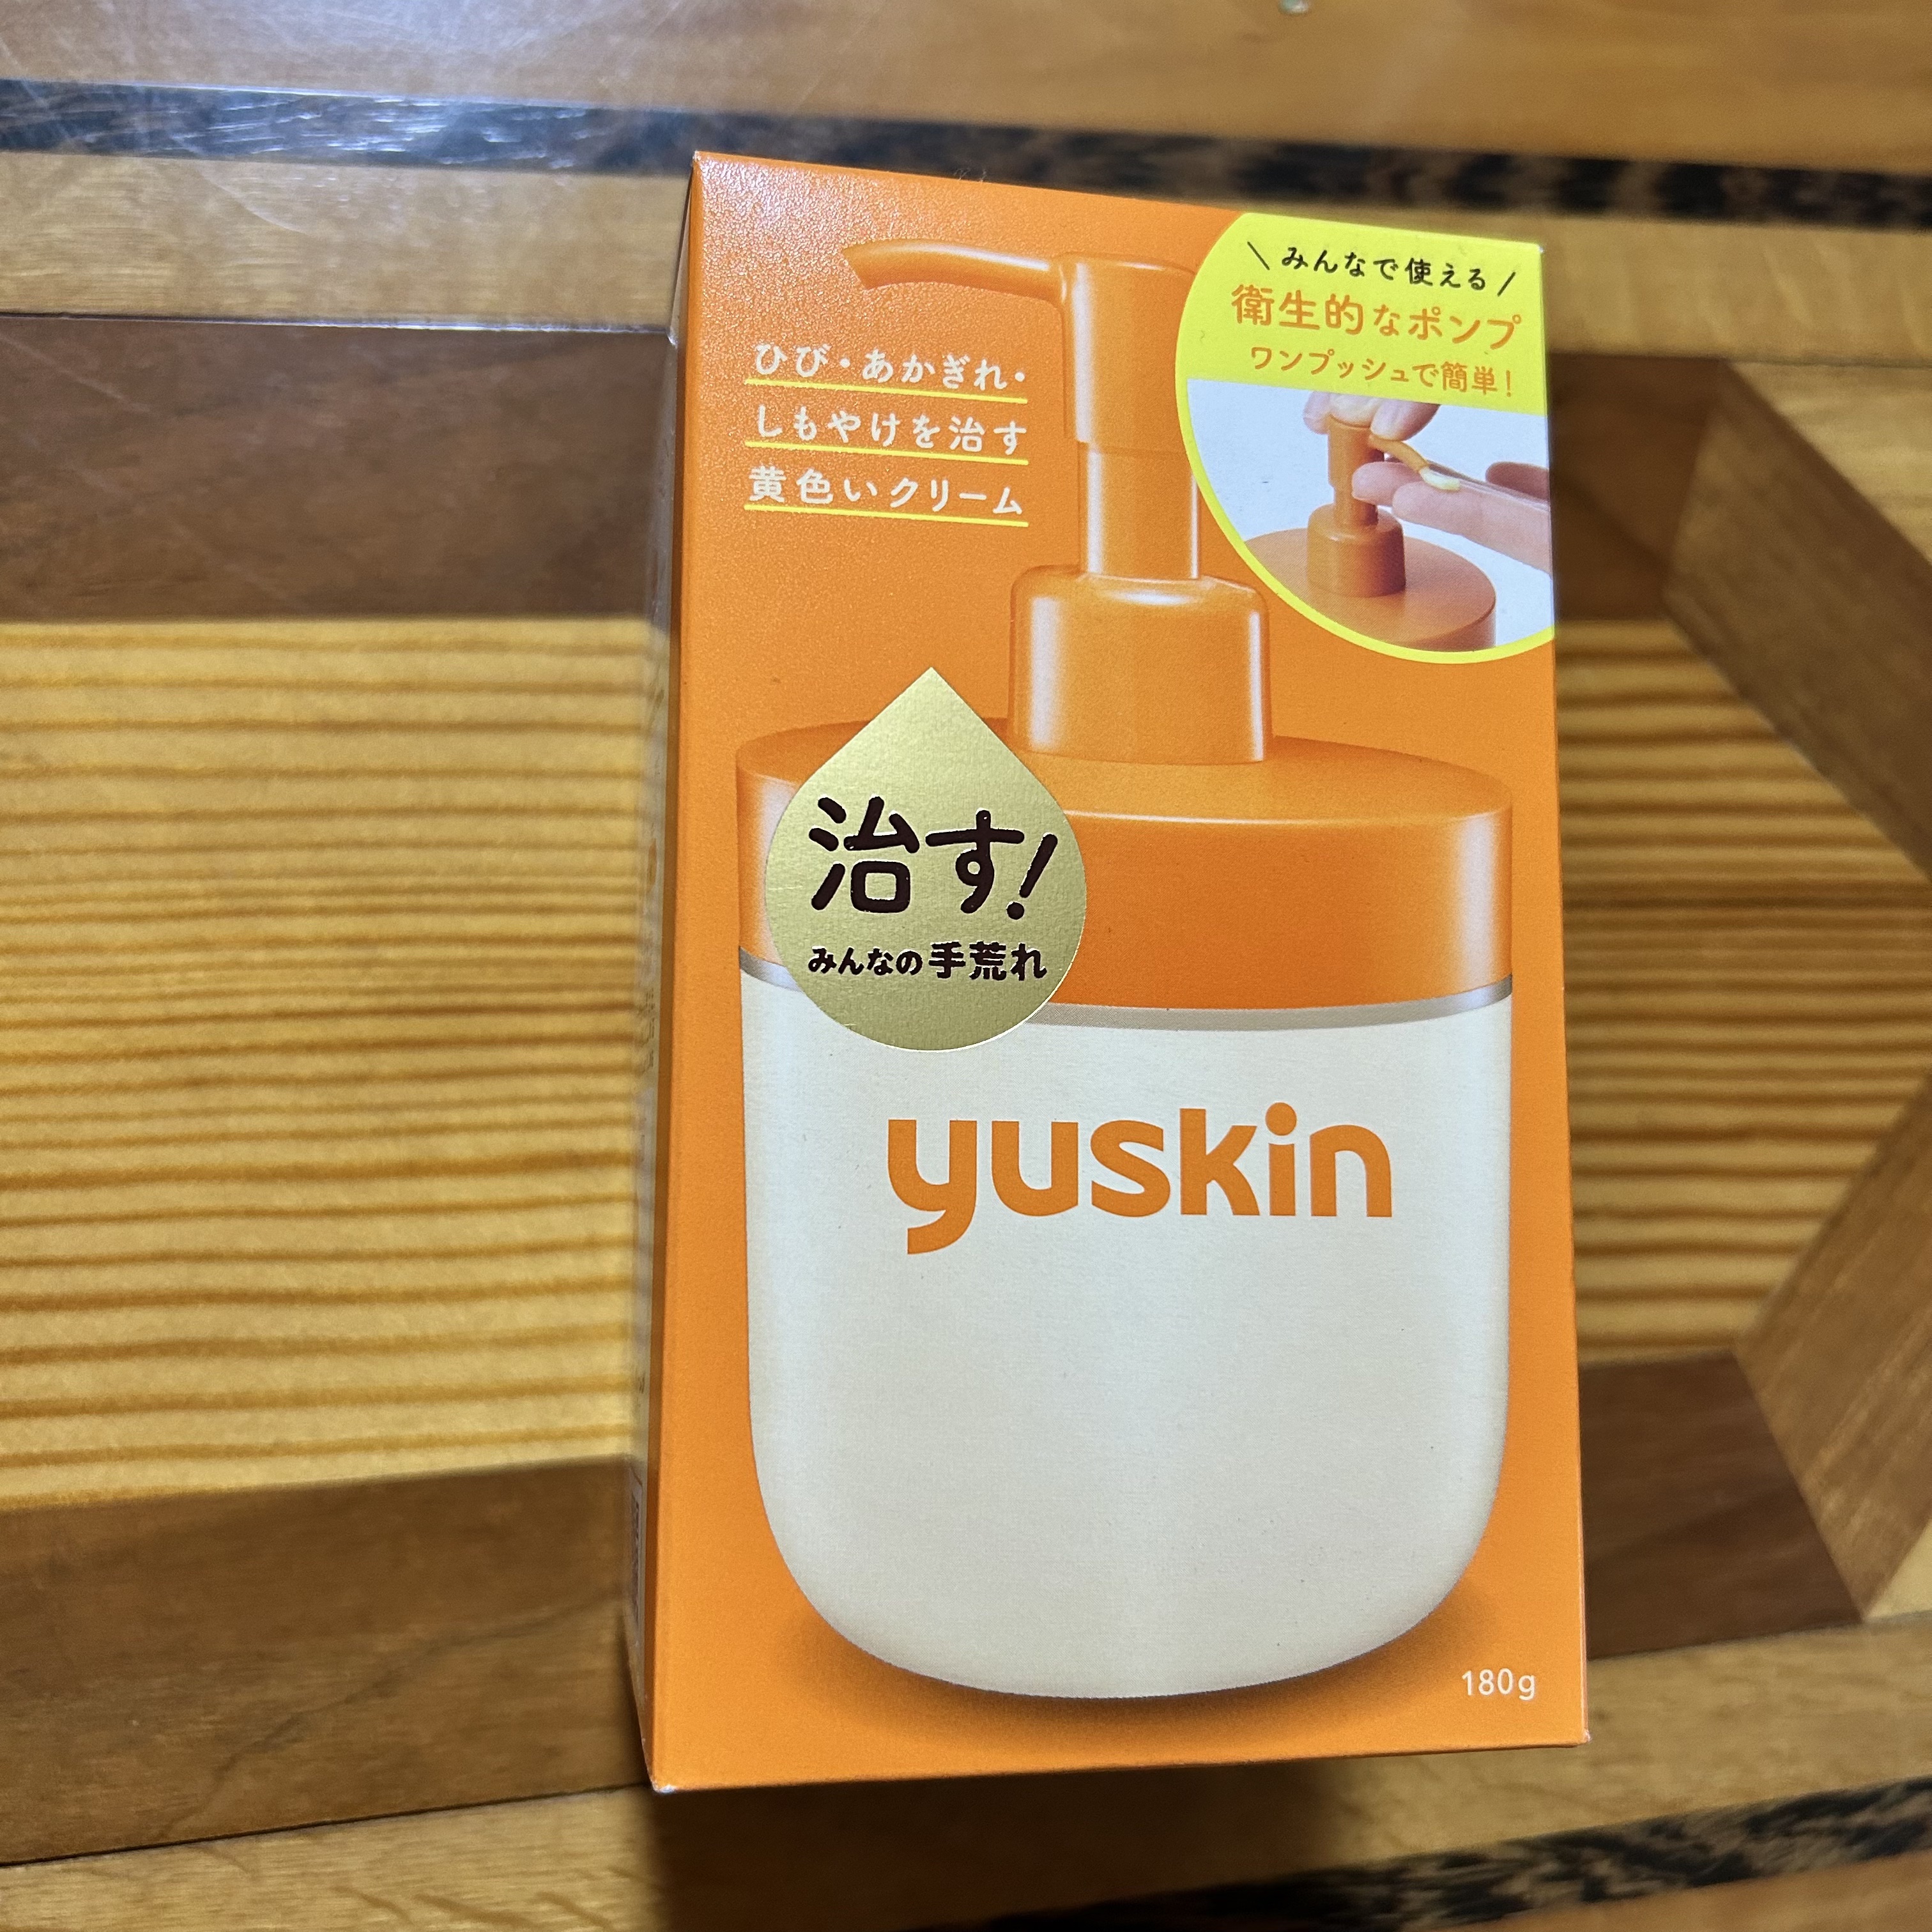 みんなで使える
衛生的なポンプ
ワンプッシュで簡単!
ひび・あかぎれ・
しもやけを治す
黄色いクリーム
治す!
みんなの手荒れ
yuskin
180g